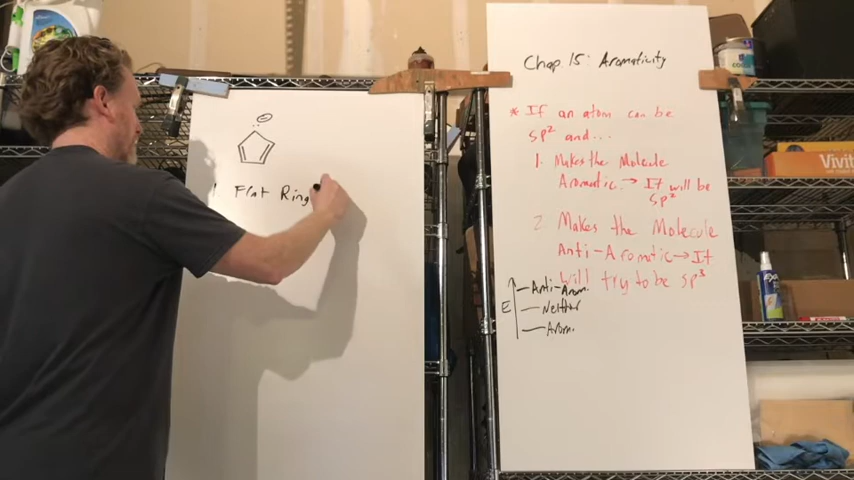 1 Flat Ring
Chap. 15: Aromaticity
* If an atom can be
sp² and...
1. Makes the Molecule
Aromatic → It will be
sp²
2. Makes the Molecule
Anti-Aromatic → It
will try to be sp³
E
Anti-Arom.
Neither
Arom.
Vitl